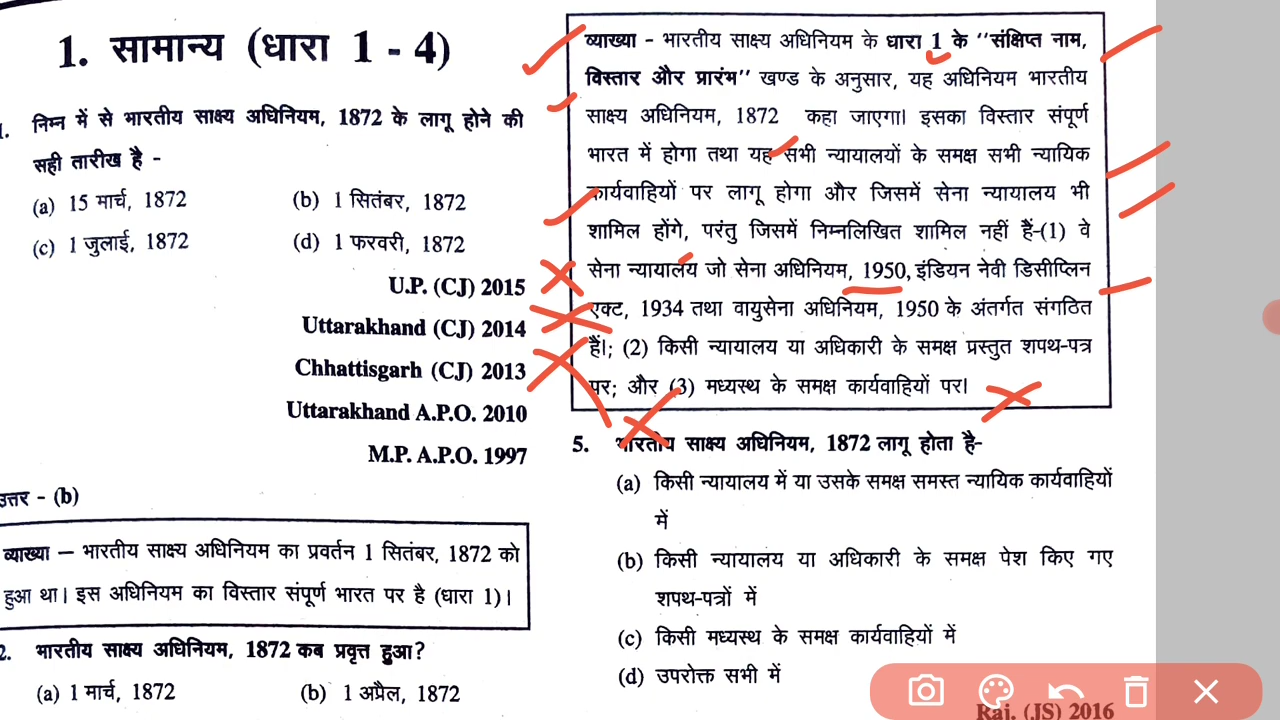 1. सामान्य (धारा 1 - 4)
1. निम्न में से भारतीय साक्ष्य अधिनियम, 1872 के लागू होने की
सही तारीख है -
(a) 15 मार्च, 1872 (b) 1 सितंबर, 1872
(c) 1 जुलाई, 1872 (d) 1 फरवरी, 1872
U.P. (CJ) 2015
Uttarakhand (CJ) 2014
Chhattisgarh (CJ) 2013
Uttarakhand A.P.O. 2010
M.P. A.P.O. 1997
उत्तर - (b)
व्याख्या – भारतीय साक्ष्य अधिनियम का प्रवर्तन 1 सितंबर, 1872 को
हुआ था। इस अधिनियम का विस्तार संपूर्ण भारत पर है (धारा 1)।
2. भारतीय साक्ष्य अधिनियम, 1872 कब प्रवृत्त हुआ?
(a) 1 मार्च, 1872 (b) 1 अप्रैल, 1872
व्याख्या - भारतीय साक्ष्य अधिनियम के धारा 1 के "संक्षिप्त नाम,
विस्तार और प्रारंभ" खण्ड के अनुसार, यह अधिनियम भारतीय
साक्ष्य अधिनियम, 1872 कहा जाएगा। इसका विस्तार संपूर्ण
भारत में होगा तथा यह सभी न्यायालयों के समक्ष सभी न्यायिक
कार्यवाहियों पर लागू होगा और जिसमें सेना न्यायालय भी
शामिल होंगे, परंतु जिसमें निम्नलिखित शामिल नहीं हैं-(1) वे
सेना न्यायालय जो सेना अधिनियम, 1950, इंडियन नेवी डिसीप्लिन
एक्ट, 1934 तथा वायुसेना अधिनियम, 1950 के अंतर्गत संगठित
हैं।; (2) किसी न्यायालय या अधिकारी के समक्ष प्रस्तुत शपथ-पत्र
पर; और (3) मध्यस्थ के समक्ष कार्यवाहियों पर।
5. भारतीय साक्ष्य अधिनियम, 1872 लागू होता है-
(a) किसी न्यायालय में या उसके समक्ष समस्त न्यायिक कार्यवाहियों
में
(b) किसी न्यायालय या अधिकारी के समक्ष पेश किए गए
शपथ-पत्रों में
(c) किसी मध्यस्थ के समक्ष कार्यवाहियों में
(d) उपरोक्त सभी में
Raj. (JS) 2016